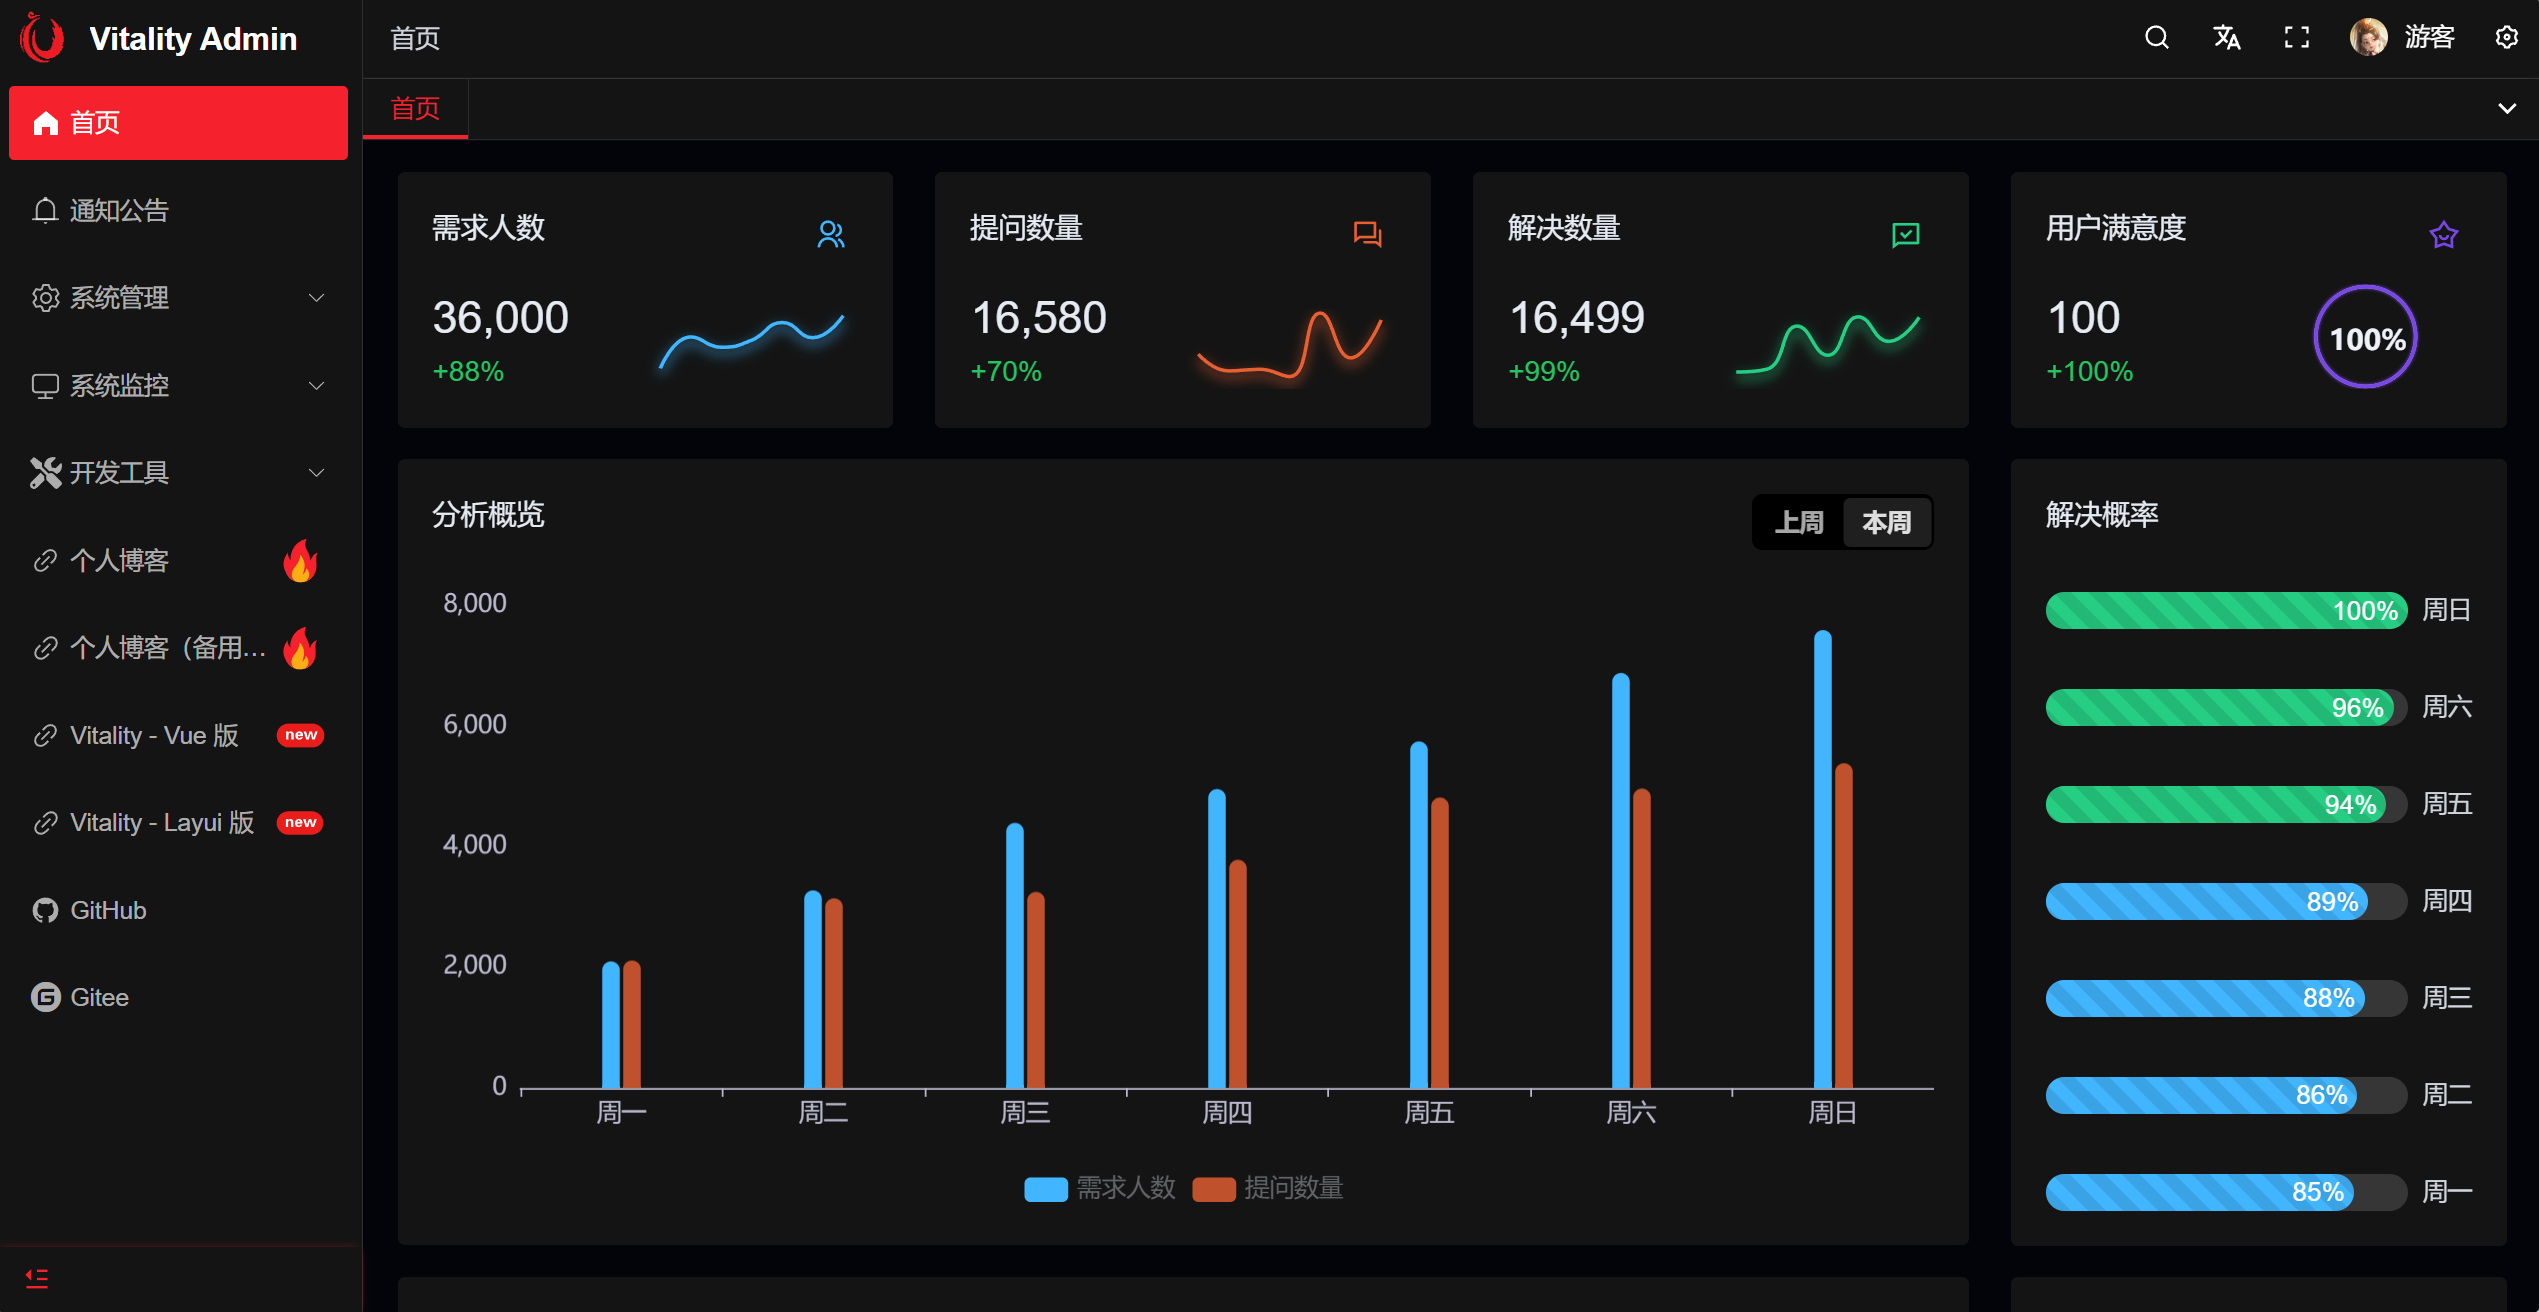 Vitality Admin
首页
通知公告
系统管理
系统监控
开发工具
个人博客
个人博客（备用...
Vitality - Vue 版 new
Vitality - Layui 版 new
GitHub
Gitee
首页
游客
首页
需求人数
36,000
+88%
提问数量
16,580
+70%
解决数量
16,499
+99%
用户满意度
100
+100%
100%
分析概览
上周 本周
8,000
6,000
4,000
2,000
0
周一 周二 周三 周四 周五 周六 周日
需求人数 提问数量
解决概率
100% 周日
96% 周六
94% 周五
89% 周四
88% 周三
86% 周二
85% 周一